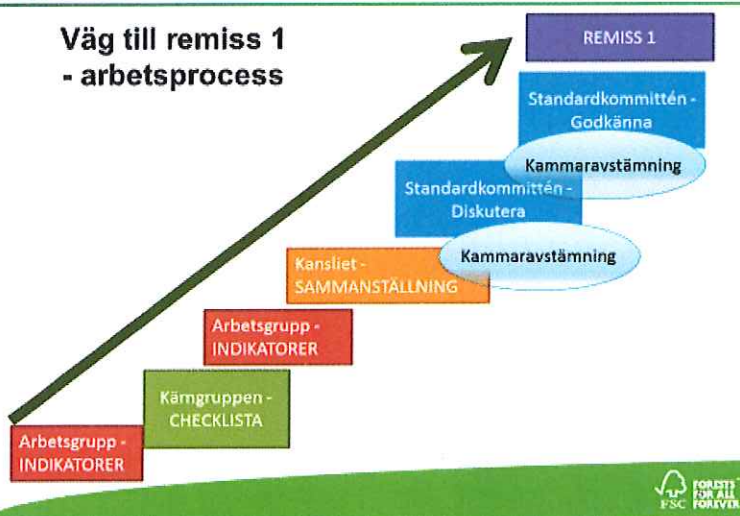 Väg till remiss 1
- arbetsprocess
REMISS 1
Standardkommittén -
Godkänna
Kammaravstämning
Standardkommittén -
Diskutera
Kammaravstämning
Kansliet -
SAMMANSTÄLLNING
Arbetsgrupp -
INDIKATORER
Kärngruppen -
CHECKLISTA
Arbetsgrupp -
INDIKATORER
FSC
FORESTS
FOR ALL
FOREVER